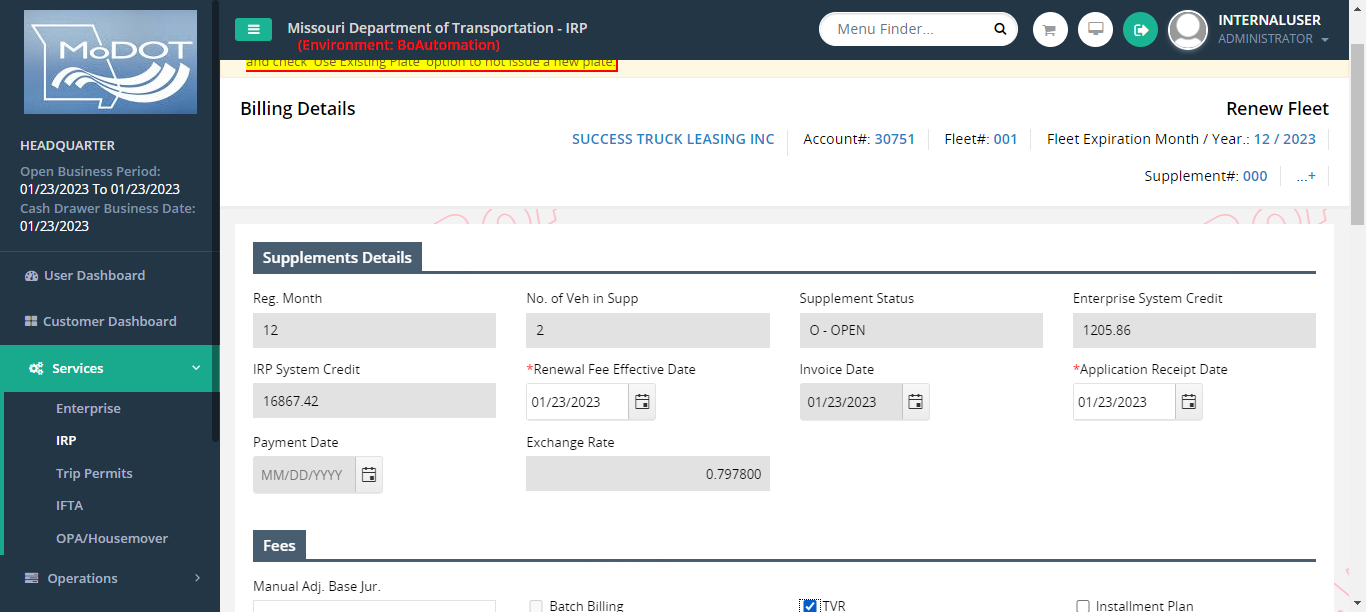 MoDOT
HEADQUARTER
Open Business Period:
01/23/2023 To 01/23/2023
Cash Drawer Business Date:
01/23/2023
User Dashboard
Customer Dashboard
Services
Enterprise
IRP
Trip Permits
IFTA
OPA/Housemover
Operations
Missouri Department of Transportation - IRP
(Environment: BoAutomation)
Menu Finder...
INTERNALUSER
ADMINISTRATOR
and check 'Use Existing Plate' option to not issue a new plate.
Billing Details
Renew Fleet
SUCCESS TRUCK LEASING INC Account#: 30751 Fleet#: 001 Fleet Expiration Month / Year.: 12 / 2023
Supplement#: 000 ...+
Supplements Details
Reg. Month No. of Veh in Supp Supplement Status Enterprise System Credit
12 2 O - OPEN 1205.86
IRP System Credit *Renewal Fee Effective Date Invoice Date *Application Receipt Date
16867.42 01/23/2023 01/23/2023 01/23/2023
Payment Date Exchange Rate
MM/DD/YYYY 0.797800
Fees
Manual Adj. Base Jur.
Batch Billing TVR Installment Plan